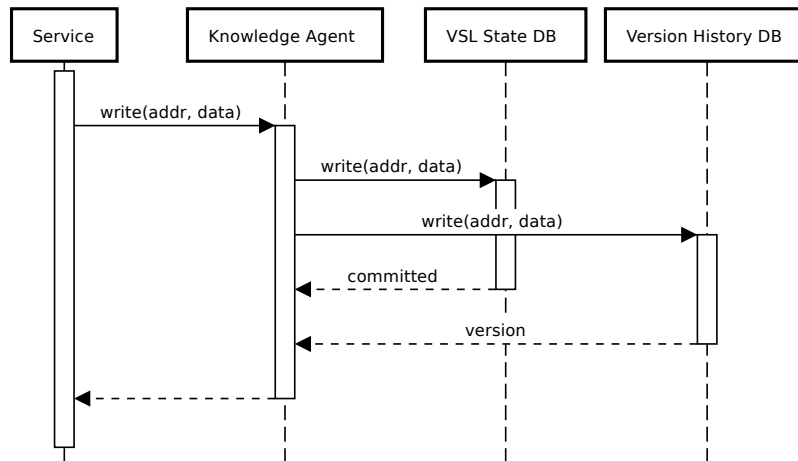 Service
Knowledge Agent
VSL State DB
Version History DB
write(addr, data)
write(addr, data)
write(addr, data)
committed
version